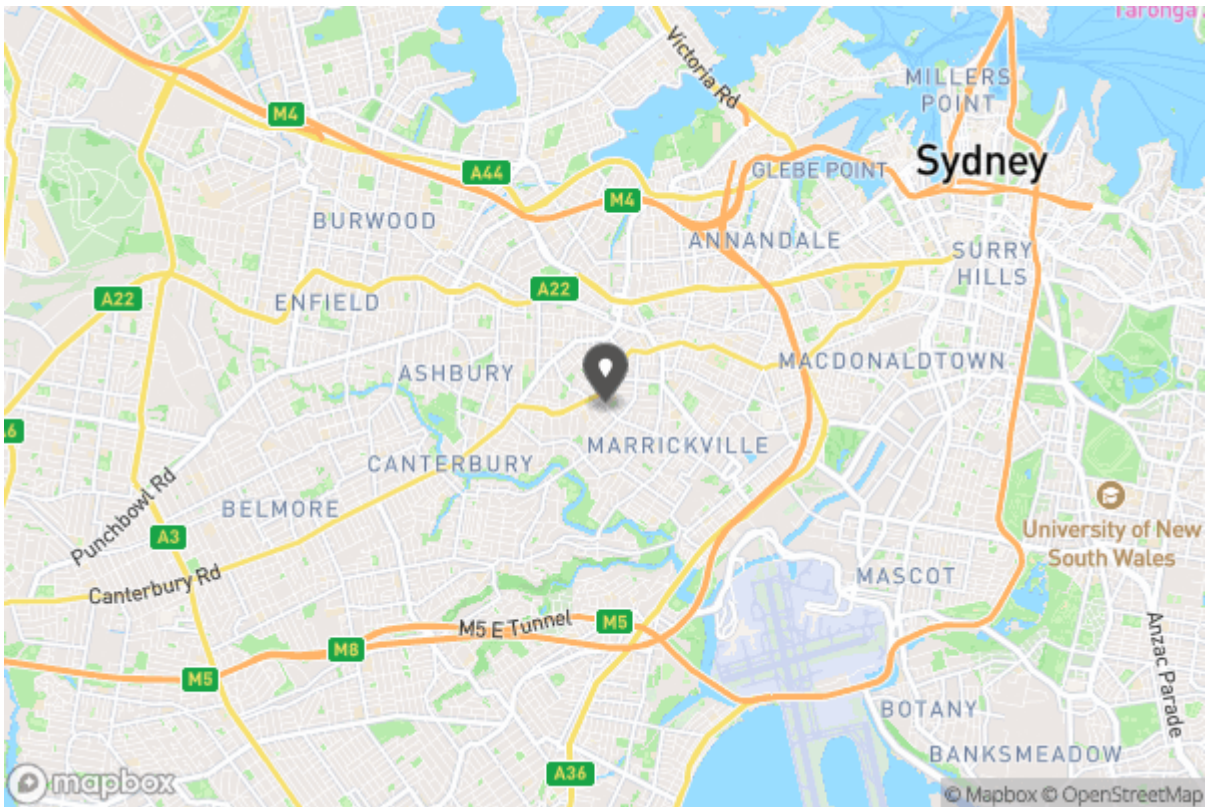 Taronga
Victoria Rd
MILLERS
POINT
M4
A44
GLEBE POINT
Sydney
M4
BURWOOD
ANNANDALE
SURRY
HILLS
A22
A22
ENFIELD
ASHBURY
MACDONALDTOWN
MARRICKVILLE
CANTERBURY
Punchbowl Rd
BELMORE
A3
University of New
South Wales
Canterbury Rd
MASCOT
M5 E Tunnel
M5
M8
M5
Anzac Parade
BOTANY
BANKSMEADOW
A36
mapbox
© Mapbox © OpenStreetMap